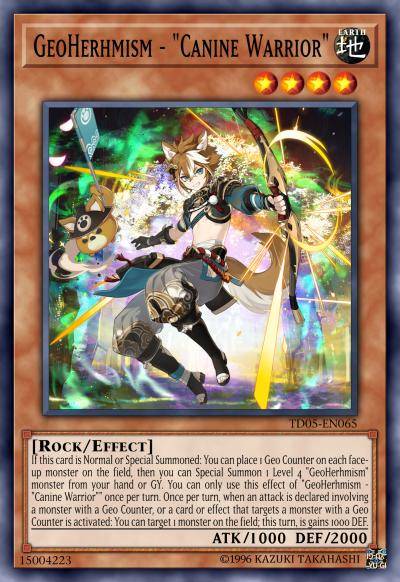 GeoHerhmism - "Canine Warrior"
EARTH
地
TD05-EN065
[Rock/Effect]
If this card is Normal or Special Summoned: You can place 1 Geo Counter on each face-
up monster on the field, then you can Special Summon 1 Level 4 "GeoHerhmism"
monster from your hand or GY. You can only use this effect of "GeoHerhmism -
"Canine Warrior"" once per turn. Once per turn, when an attack is declared involving
a monster with a Geo Counter, or a card or effect that targets a monster with a Geo
Counter is activated: You can target 1 monster on the field; this turn, is gains 1000 DEF.
ATK/1000 DEF/2000
15004223
©1996 KAZUKI TAKAHASHI